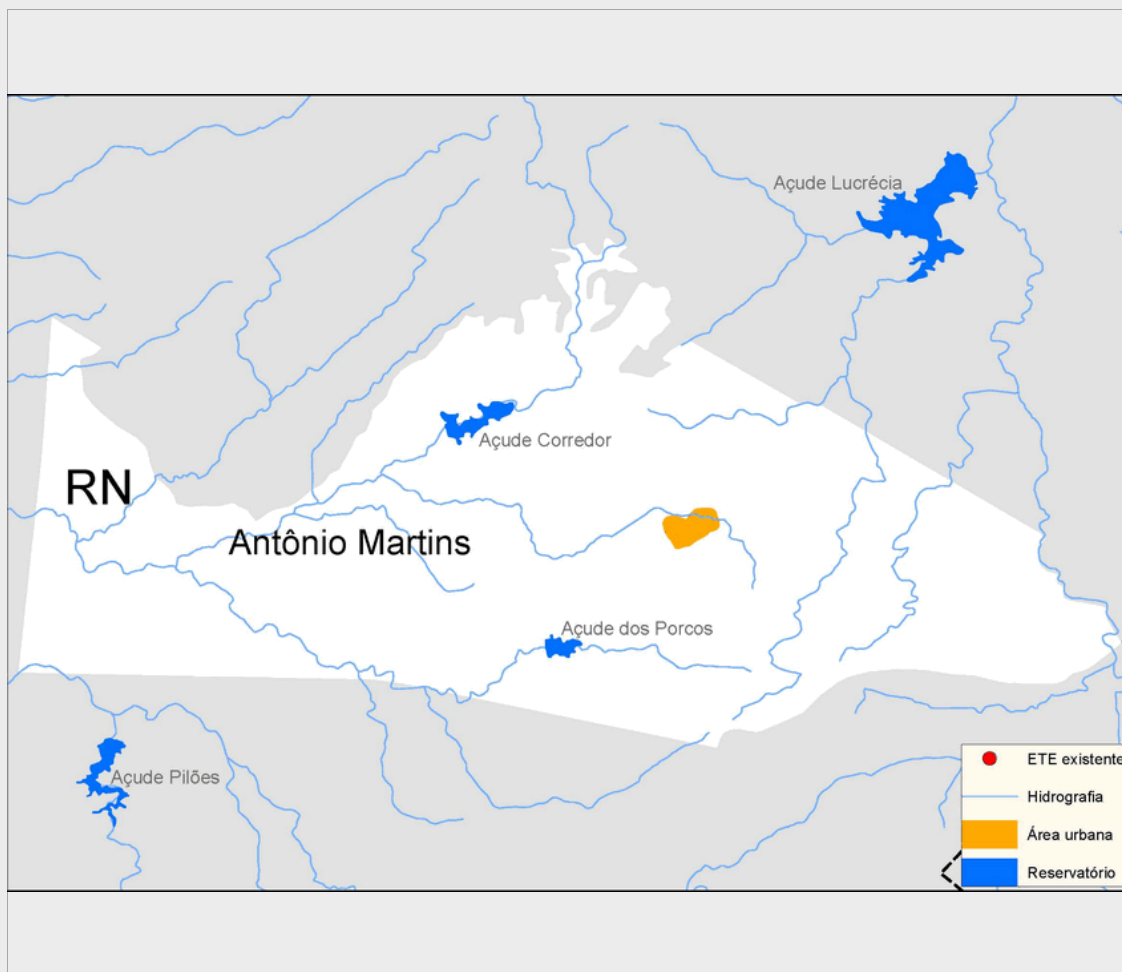 Açude Lucrécia
Açude Corredor
RN
Antônio Martins
Açude dos Porcos
Açude Pilões
ETE existente
Hidrografia
Área urbana
Reservatório